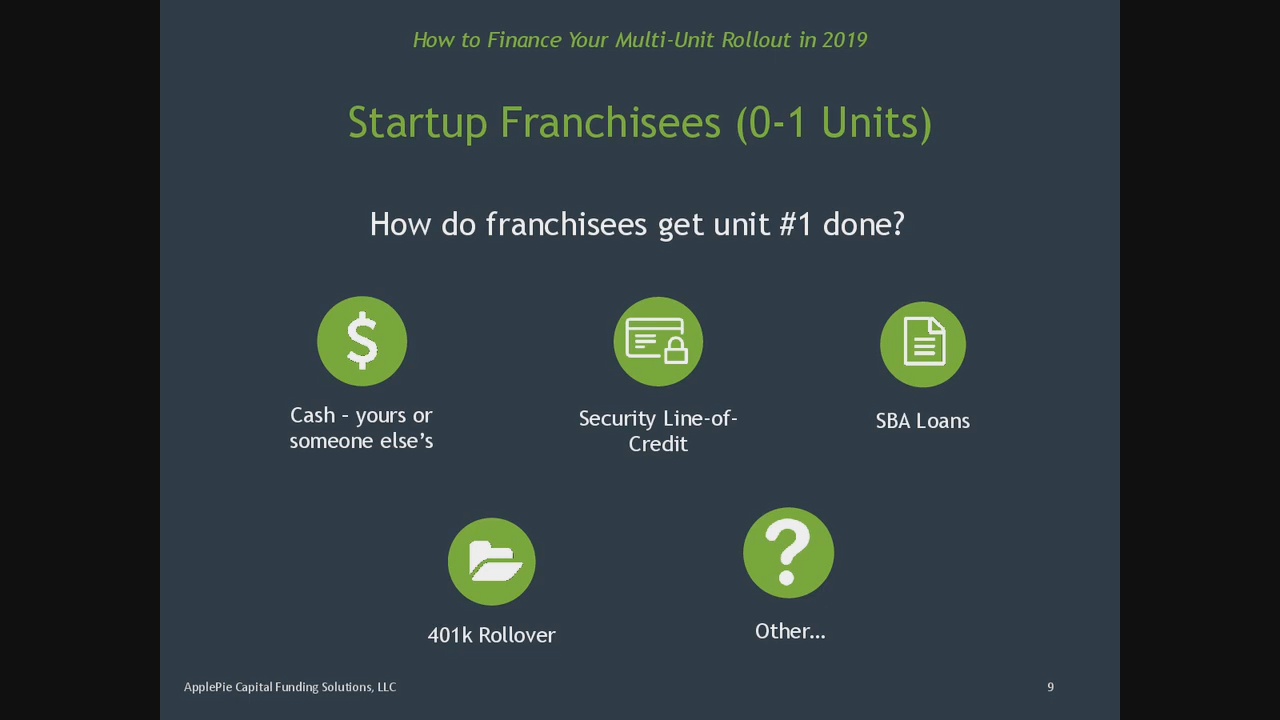 How to Finance Your Multi-Unit Rollout in 2019
Startup Franchisees (0-1 Units)
How do franchisees get unit #1 done?
$
Cash – yours or
someone else’s
Security Line-of-
Credit
SBA Loans
401k Rollover
?
Other…
ApplePie Capital Funding Solutions, LLC
9